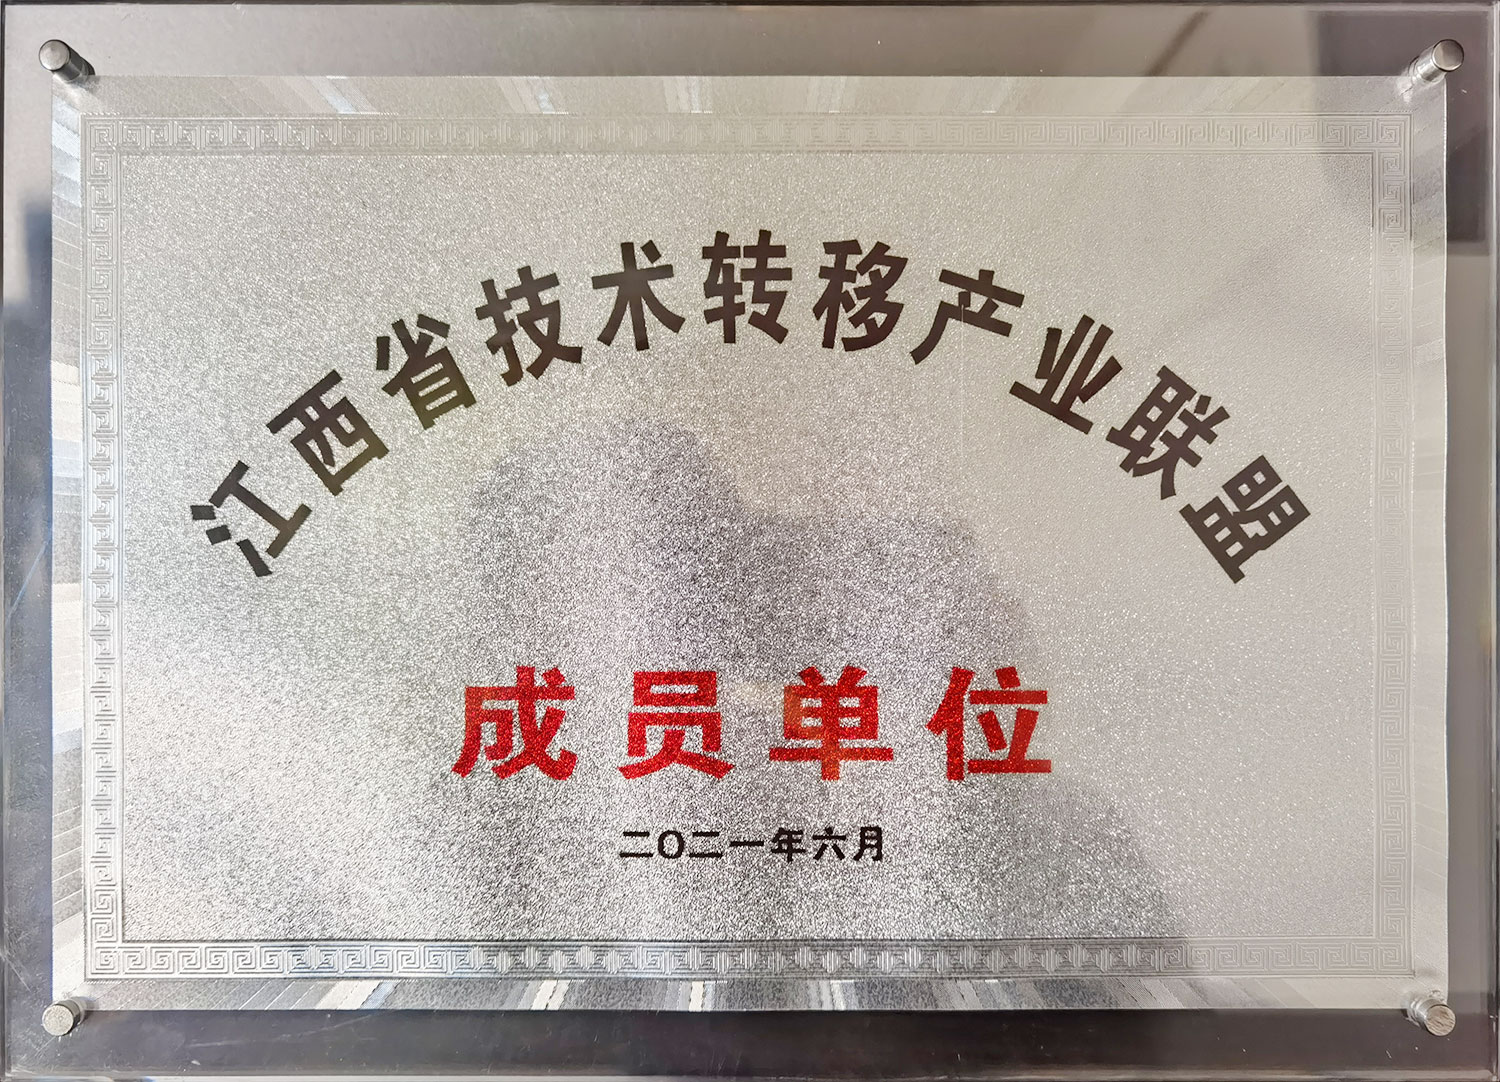 江西省技术转移产业联盟
成员单位
二〇二一年六月